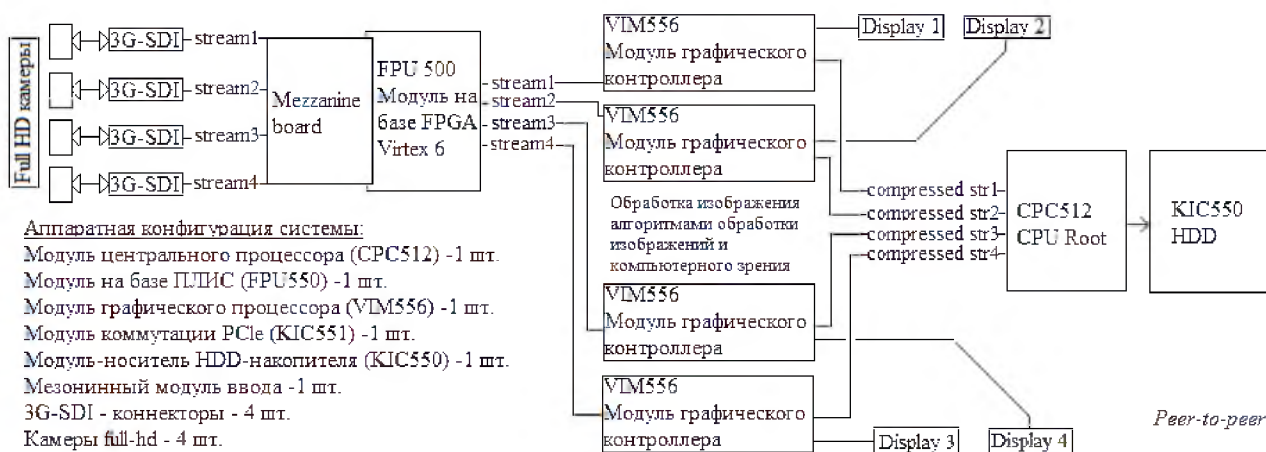 Full HD камеры
3G-SDI
stream1
3G-SDI
stream2
3G-SDI
stream3
3G-SDI
stream4
Mezzanine
board
FPU 500
Модуль на
базе FPGA
Virtex 6
stream1
stream2
stream3
stream4
VIM556
Модуль графического
контроллера
VIM556
Модуль графического
контроллера
Обработка изображения
алгоритмами обработки
изображений и
компьютерного зрения
VIM556
Модуль графического
контроллера
VIM556
Модуль графического
контроллера
Display 1
Display 2
compressed str1
compressed str2
compressed str3
compressed str4
CPC512
CPU Root
KIC550
HDD
Display 3
Display 4
Peer-to-peer
Аппаратная конфигурация системы:
Модуль центрального процессора (CPC512) -1 шт.
Модуль на базе ПЛИС (FPU550) -1 шт.
Модуль графического процессора (VIM556) -1 шт.
Модуль коммутации PCIe (KIC551) -1 шт.
Модуль-носитель HDD-накопителя (KIC550) -1 шт.
Мезонинный модуль ввода -1 шт.
3G-SDI - коннекторы - 4 шт.
Камеры full-hd - 4 шт.